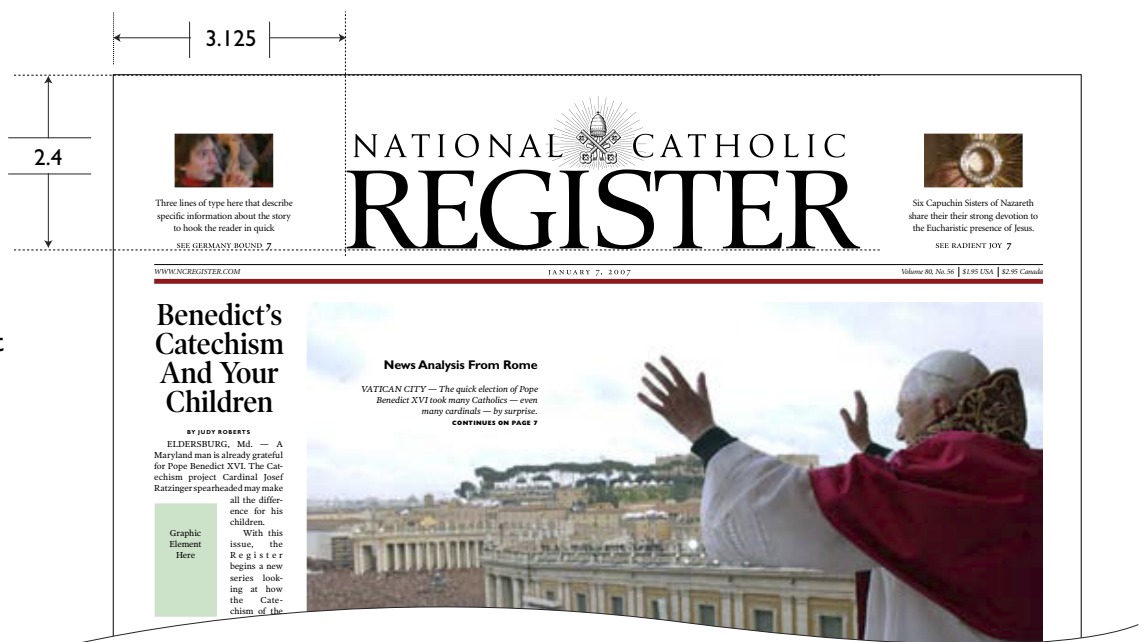 3.125
2.4
NATIONAL CATHOLIC
REGISTER
Three lines of type here that describe
specific information about the story
to hook the reader in quick
SEE GERMANY BOUND 7
Six Capuchin Sisters of Nazareth
share their their strong devotion to
the Eucharistic presence of Jesus.
SEE RADIENT JOY 7
WWW.NCREGISTER.COM
JANUARY 7, 2007
Volume 80, No. 56 | $1.95 USA | $2.95 Canada
Benedict's
Catechism
And Your
Children
BY JUDY ROBERTS
ELDERSBURG, Md. — A
Maryland man is already grateful
for Pope Benedict XVI. The Cat-
echism project Cardinal Josef
Ratzinger spearheaded may make
all the differ-
ence for his
children.
With this
issue, the
Register
begins a new
series look-
ing at how
the Cate-
chism of the
Graphic
Element
Here
News Analysis From Rome
VATICAN CITY — The quick election of Pope
Benedict XVI took many Catholics — even
many cardinals — by surprise.
CONTINUES ON PAGE 7